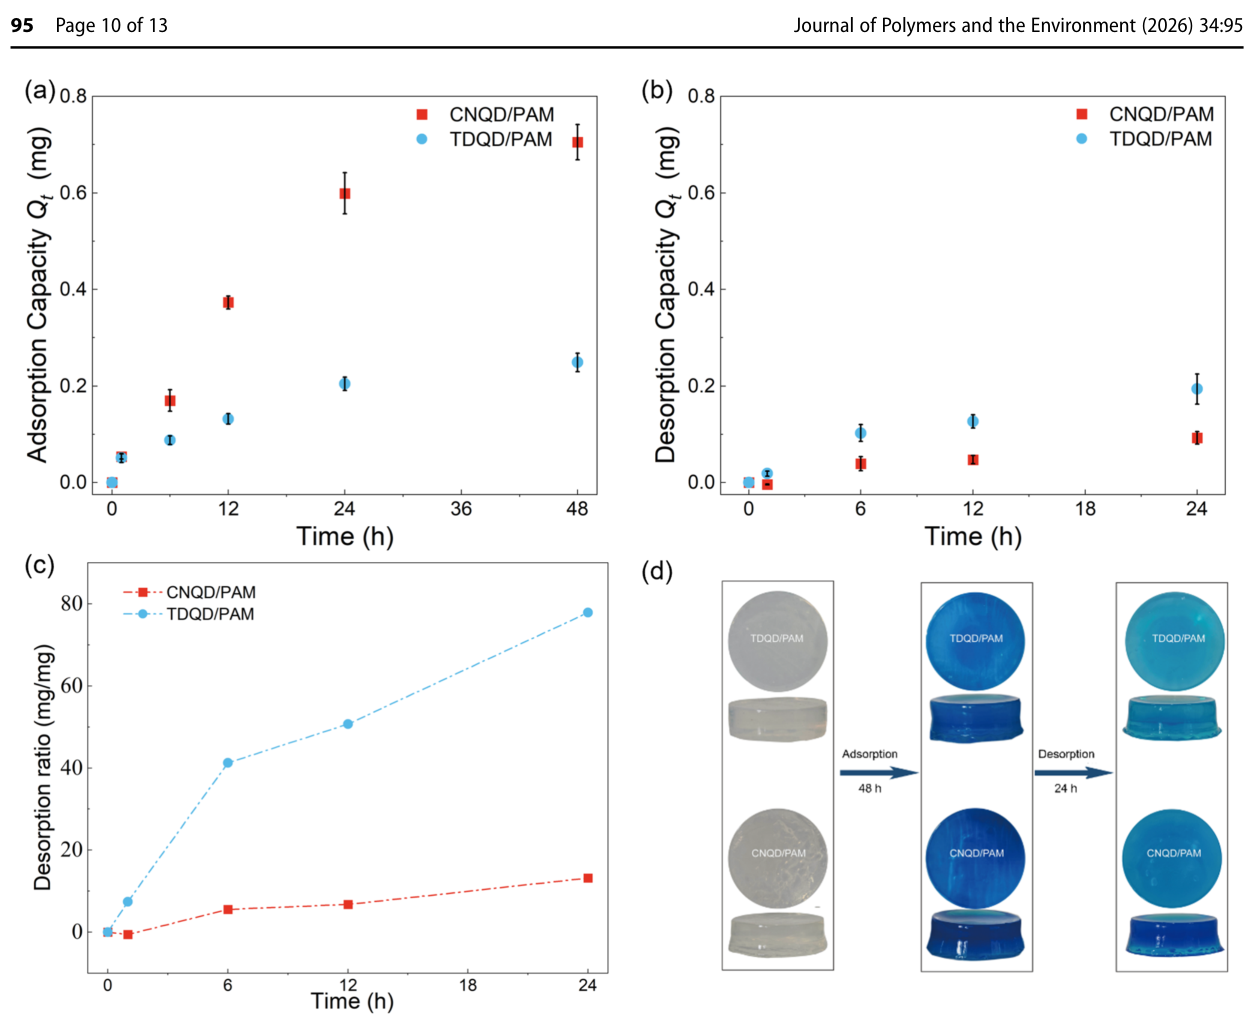 95 Page 10 of 13
Journal of Polymers and the Environment (2026) 34:95
(a)
0.8
0.6
0.4
0.2
0.0
Adsorption Capacity Qt (mg)
CNQD/PAM
TDQD/PAM
0 12 24 36 48
Time (h)
(b)
0.8
0.6
0.4
0.2
0.0
Desorption Capacity Qt (mg)
CNQD/PAM
TDQD/PAM
0 6 12 18 24
Time (h)
(c)
80
60
40
20
0
Desorption ratio (mg/mg)
CNQD/PAM
TDQD/PAM
0 6 12 18 24
Time (h)
(d)
TDQD/PAM
TDQD/PAM
TDQD/PAM
Adsorption
48 h
Desorption
24 h
CNQD/PAM
CNQD/PAM
CNQD/PAM